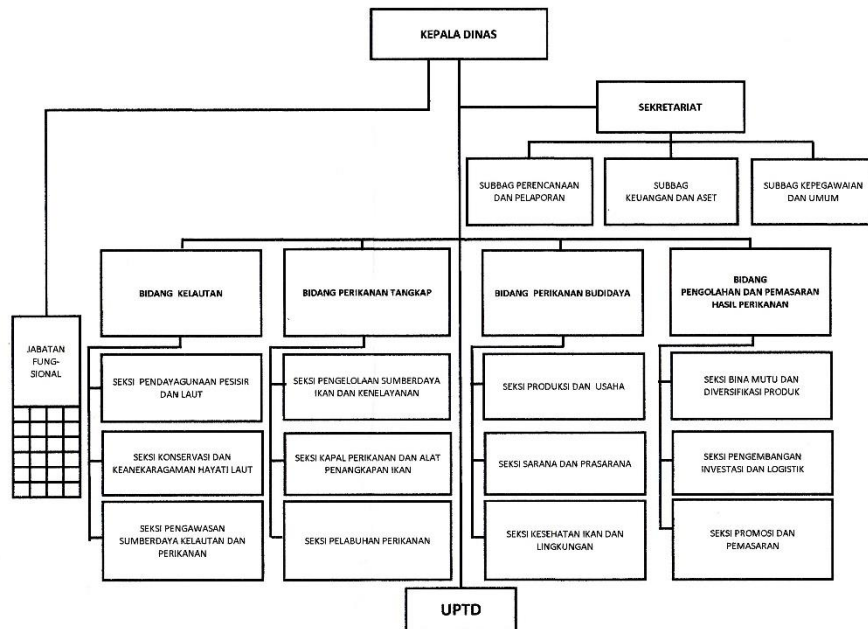 KEPALA DINAS
SEKRETARIAT
SUBBAG PERENCANAAN
DAN PELAPORAN
SUBBAG
KEUANGAN DAN ASET
SUBBAG KEPEGAWAIAN
DAN UMUM
BIDANG KELAUTAN
BIDANG PERIKANAN TANGKAP
BIDANG PERIKANAN BUDIDAYA
BIDANG
PENGOLAHAN DAN PEMASARAN
HASIL PERIKANAN
JABATAN
FUNG-
SIONAL
SEKSI PENDAYAGUNAAN PESISIR
DAN LAUT
SEKSI PENGELOLAAN SUMBERDAYA
IKAN DAN KENELAYANAN
SEKSI PRODUKSI DAN USAHA
SEKSI BINA MUTU DAN
DIVERSIFIKASI PRODUK
SEKSI KONSERVASI DAN
KEANEKARAGAMAN HAYATI LAUT
SEKSI KAPAL PERIKANAN DAN ALAT
PENANGKAPAN IKAN
SEKSI SARANA DAN PRASARANA
SEKSI PENGEMBANGAN
INVESTASI DAN LOGISTIK
SEKSI PENGAWASAN
SUMBERDAYA KELAUTAN DAN
PERIKANAN
SEKSI PELABUHAN PERIKANAN
SEKSI KESEHATAN IKAN DAN
LINGKUNGAN
SEKSI PROMOSI DAN
PEMASARAN
UPTD